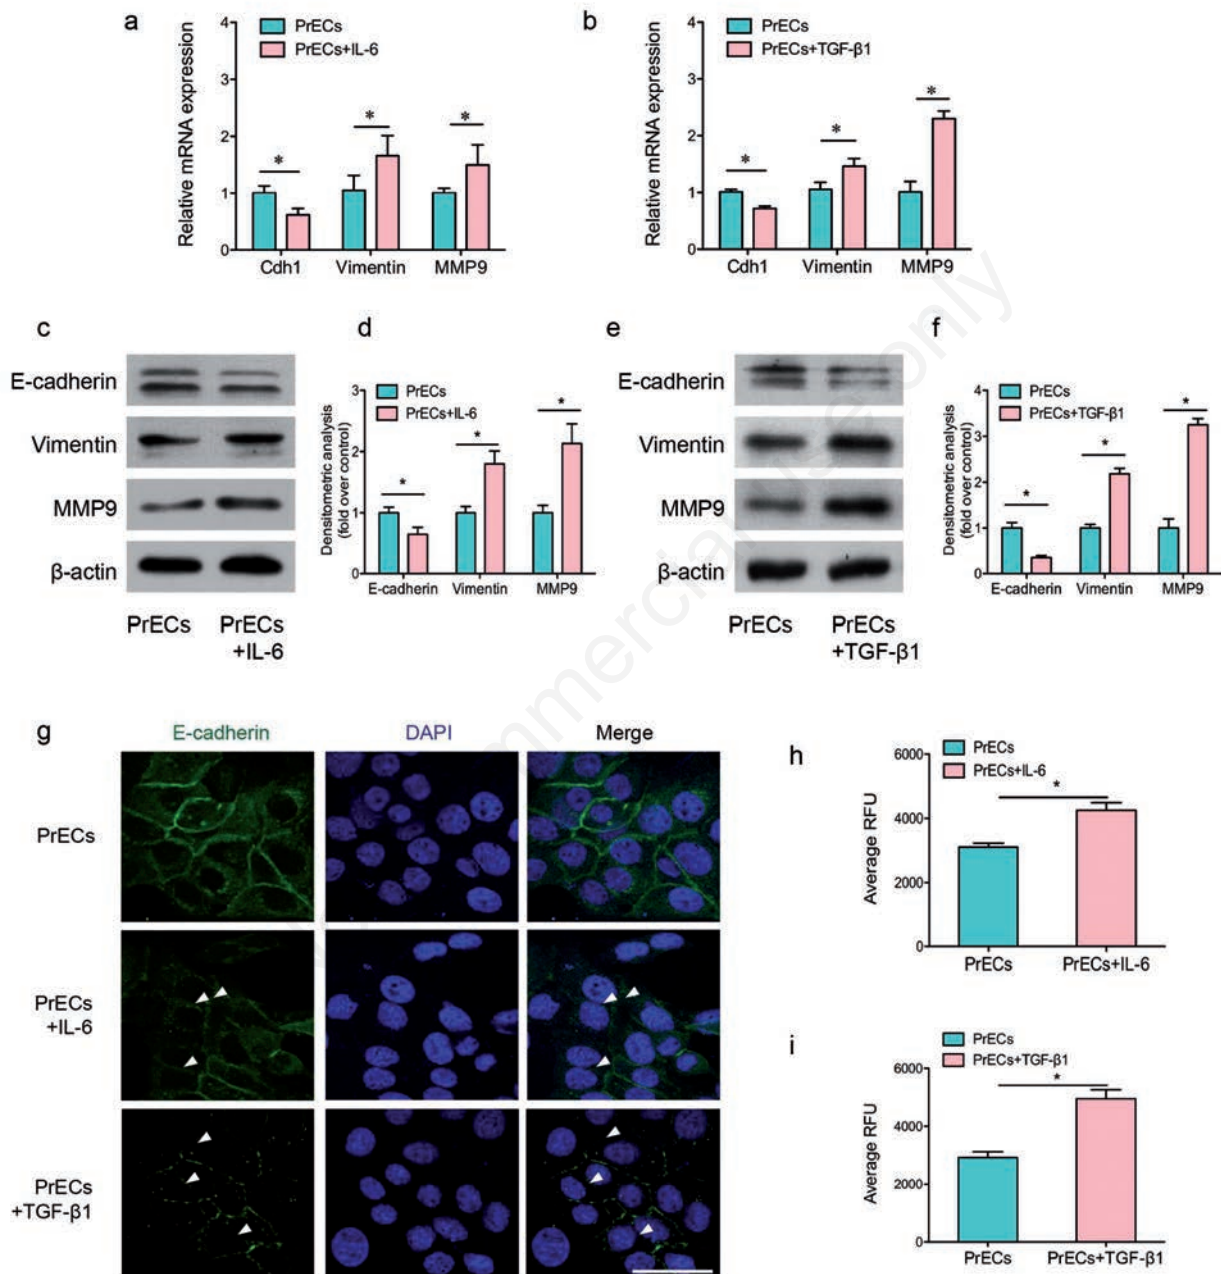 a
Relative mRNA expression
4
3
2
1
0
PrECs
PrECs+IL-6
*
*
*
Cdh1
Vimentin
MMP9
b
Relative mRNA expression
4
3
2
1
0
PrECs
PrECs+TGF-β1
*
*
*
Cdh1
Vimentin
MMP9
c
E-cadherin
Vimentin
MMP9
β-actin
PrECs
PrECs
+IL-6
d
Densitometric analysis
(fold over control)
3
2
1
0
PrECs
PrECs+IL-6
*
*
*
E-cadherin
Vimentin
MMP9
e
E-cadherin
Vimentin
MMP9
β-actin
PrECs
PrECs
+TGF-β1
f
Densitometric analysis
(fold over control)
4
3
2
1
0
PrECs
PrECs+TGF-β1
*
*
*
E-cadherin
Vimentin
MMP9
g
E-cadherin
DAPI
Merge
PrECs
PrECs
+IL-6
PrECs
+TGF-β1
h
Average RFU
6000
4000
2000
0
PrECs
PrECs+IL-6
*
PrECs
PrECs+IL-6
i
Average RFU
6000
4000
2000
0
PrECs
PrECs+TGF-β1
*
PrECs
PrECs+TGF-β1
only